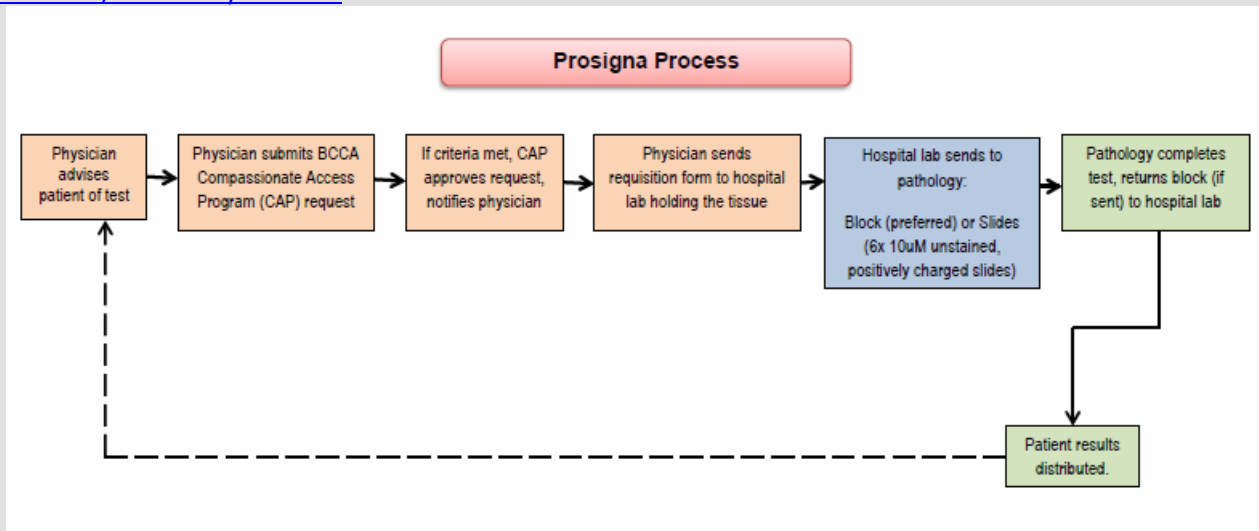 Prosigna Process
Physician
advises
patient of test
Physician submits BCCA
Compassionate Access
Program (CAP) request
If criteria met, CAP
approves request,
notifies physician
Physician sends
requisition form to hospital
lab holding the tissue
Hospital lab sends to
pathology:
Block (preferred) or Slides
(6x 10uM unstained,
positively charged slides)
Pathology completes
test, returns block (if
sent) to hospital lab
Patient results
distributed.